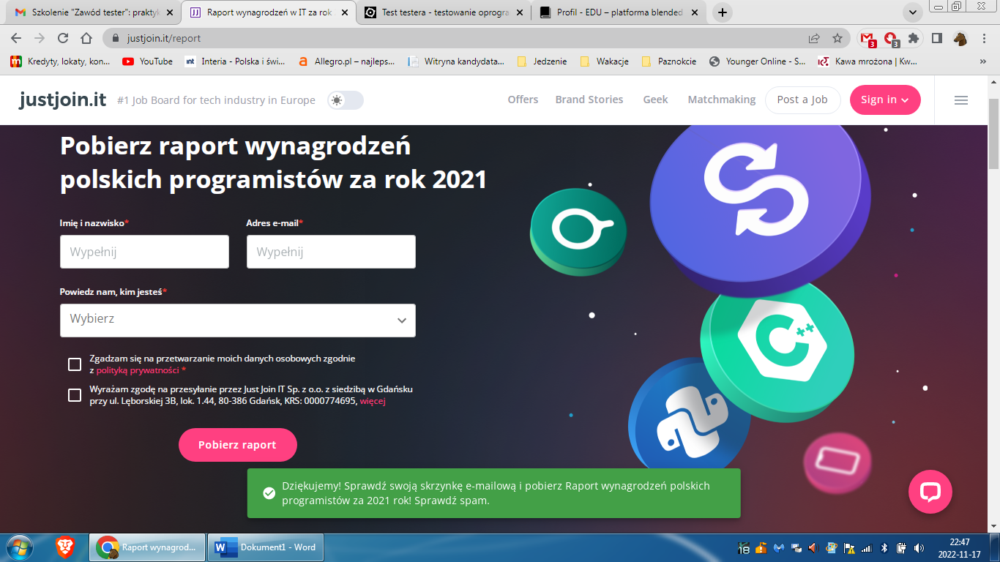 Szkolenie "Zawód tester": praktyk
Raport wynagrodzeń w IT za rok
Test testera - testowanie oprogra
Profil - EDU – platforma blended
justjoin.it/report
3
3
Kredyty, lokaty, kon...
YouTube
int
Interia - Polska i świ...
a
Allegro.pl – najleps...
Witryna kandydata...
Jedzenie
Wakacje
Paznokcie
Younger Online - S...
Kawa mrożona | Kw...
»
justjoin.it
#1 Job Board for tech industry in Europe
Offers
Brand Stories
Geek
Matchmaking
Post a Job
Sign in
Pobierz raport wynagrodzeń
polskich programistów za rok 2021
Imię i nazwisko*
Adres e-mail*
Wypełnij
Wypełnij
Powiedz nam, kim jesteś*
Wybierz
Zgadzam się na przetwarzanie moich danych osobowych zgodnie
z polityką prywatności *
Wyrażam zgodę na przesyłanie przez Just Join IT Sp. z o.o. z siedzibą w Gdańsku
przy ul. Lęborskiej 3B, lok. 1.44, 80-386 Gdańsk, KRS: 0000774695, więcej
Pobierz raport
C++
Dziękujemy! Sprawdź swoją skrzynkę e-mailową i pobierz Raport wynagrodzeń polskich
programistów za 2021 rok! Sprawdź spam.
Raport wynagrod...
W
Dokument1 - Word
18
22:47
2022-11-17